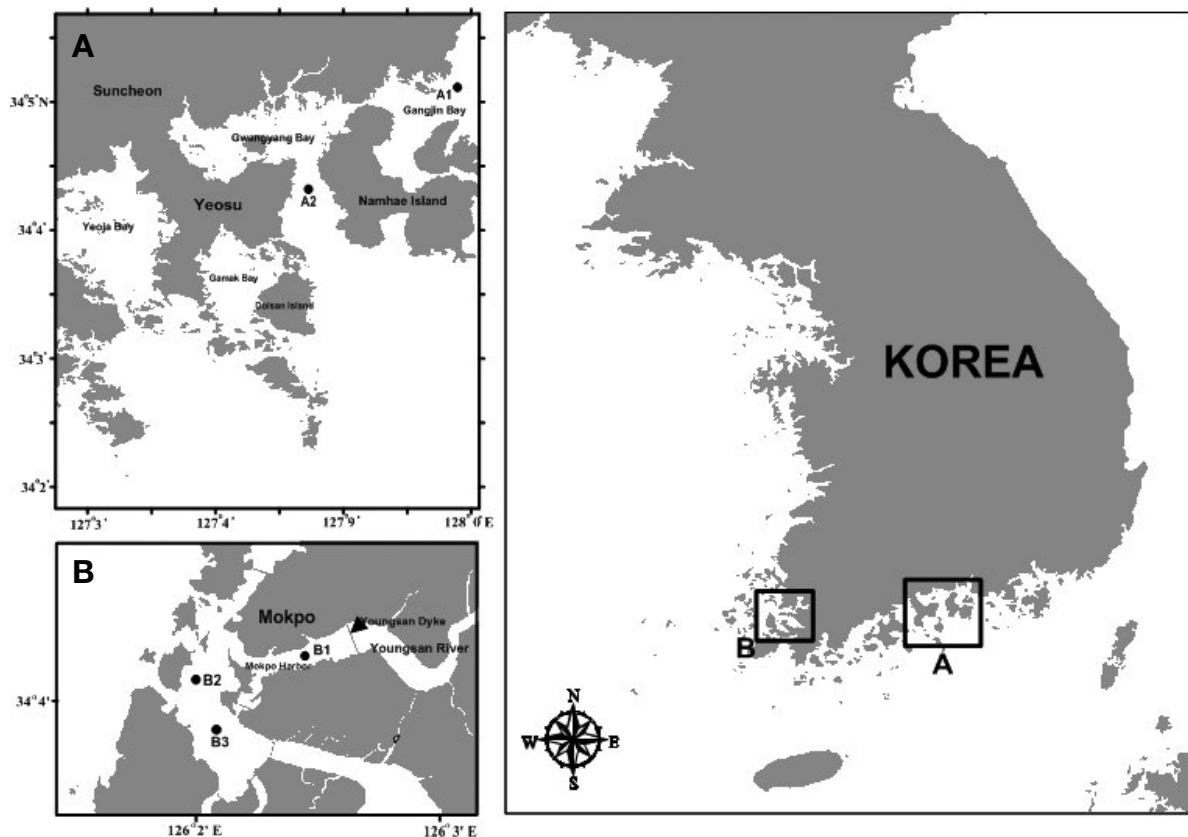 A
Suncheon
34°5'N
A1
Gangjin Bay
Gwangyang Bay
A2
Yeosu
Namhae Island
34°4'
Yeoja Bay
Gamak Bay
Dolsan Island
34°3'
34°2'
127°3'
127°4'
127°9'
128°0' E
B
Mokpo
Youngsan Dyke
B1
Youngsan River
Mokpo Harbor
B2
34°4'
B3
126°2'
126°3' E
KOREA
B
A
N
W
E
S